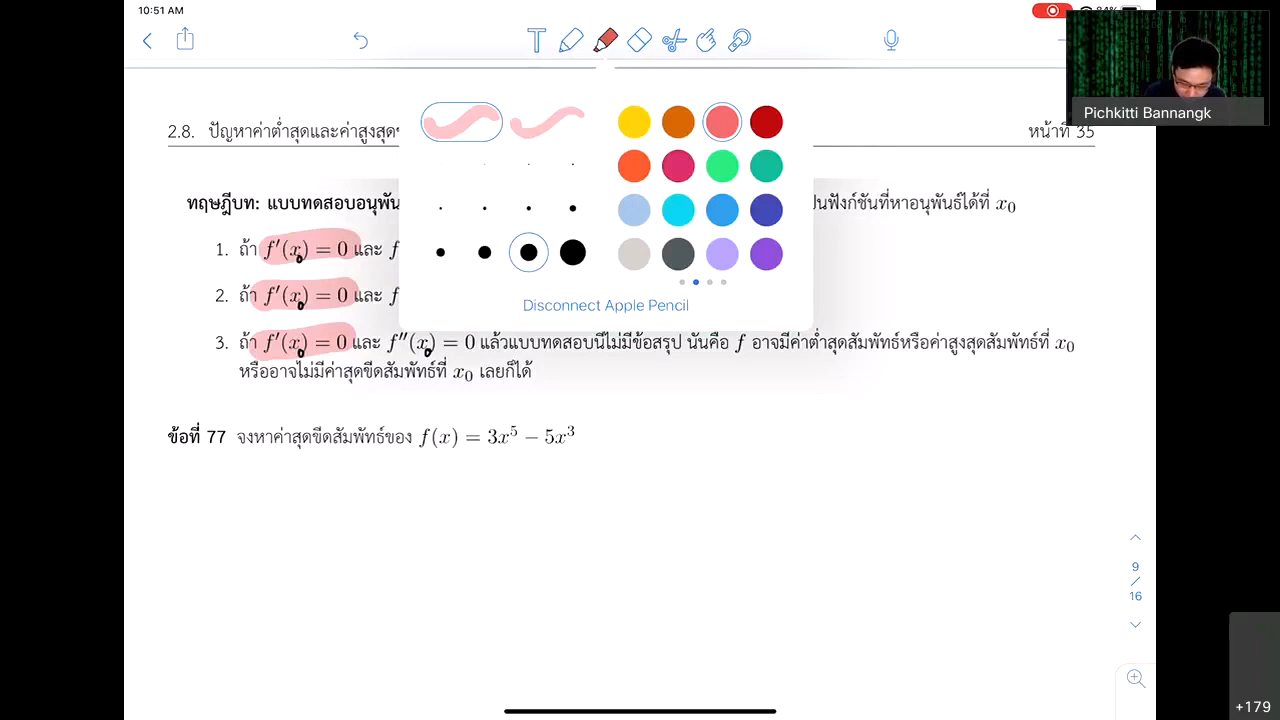 10:51 AM
84%
Pichkitti Bannangk
2.8. ปัญหาค่าต่ำสุดและค่าสูงสุด
หน้าที่ 35
ทฤษฎีบท: แบบทดสอบอนุพัน
ป็นฟังก์ชันที่หาอนุพันธ์ได้ที่ x₀
1. ถ้า f′(x₀) = 0 และ f
2. ถ้า f′(x₀) = 0 และ f
Disconnect Apple Pencil
3. ถ้า f′(x₀) = 0 และ f″(x₀) = 0 แล้วแบบทดสอบนี้ไม่มีข้อสรุป นั่นคือ f อาจมีค่าต่ำสุดสัมพัทธ์หรือค่าสูงสุดสัมพัทธ์ที่ x₀
หรืออาจไม่มีค่าสุดขีดสัมพัทธ์ที่ x₀ เลยก็ได้
ข้อที่ 77 จงหาค่าสุดขีดสัมพัทธ์ของ f(x) = 3x⁵ − 5x³
9
/
16
+179